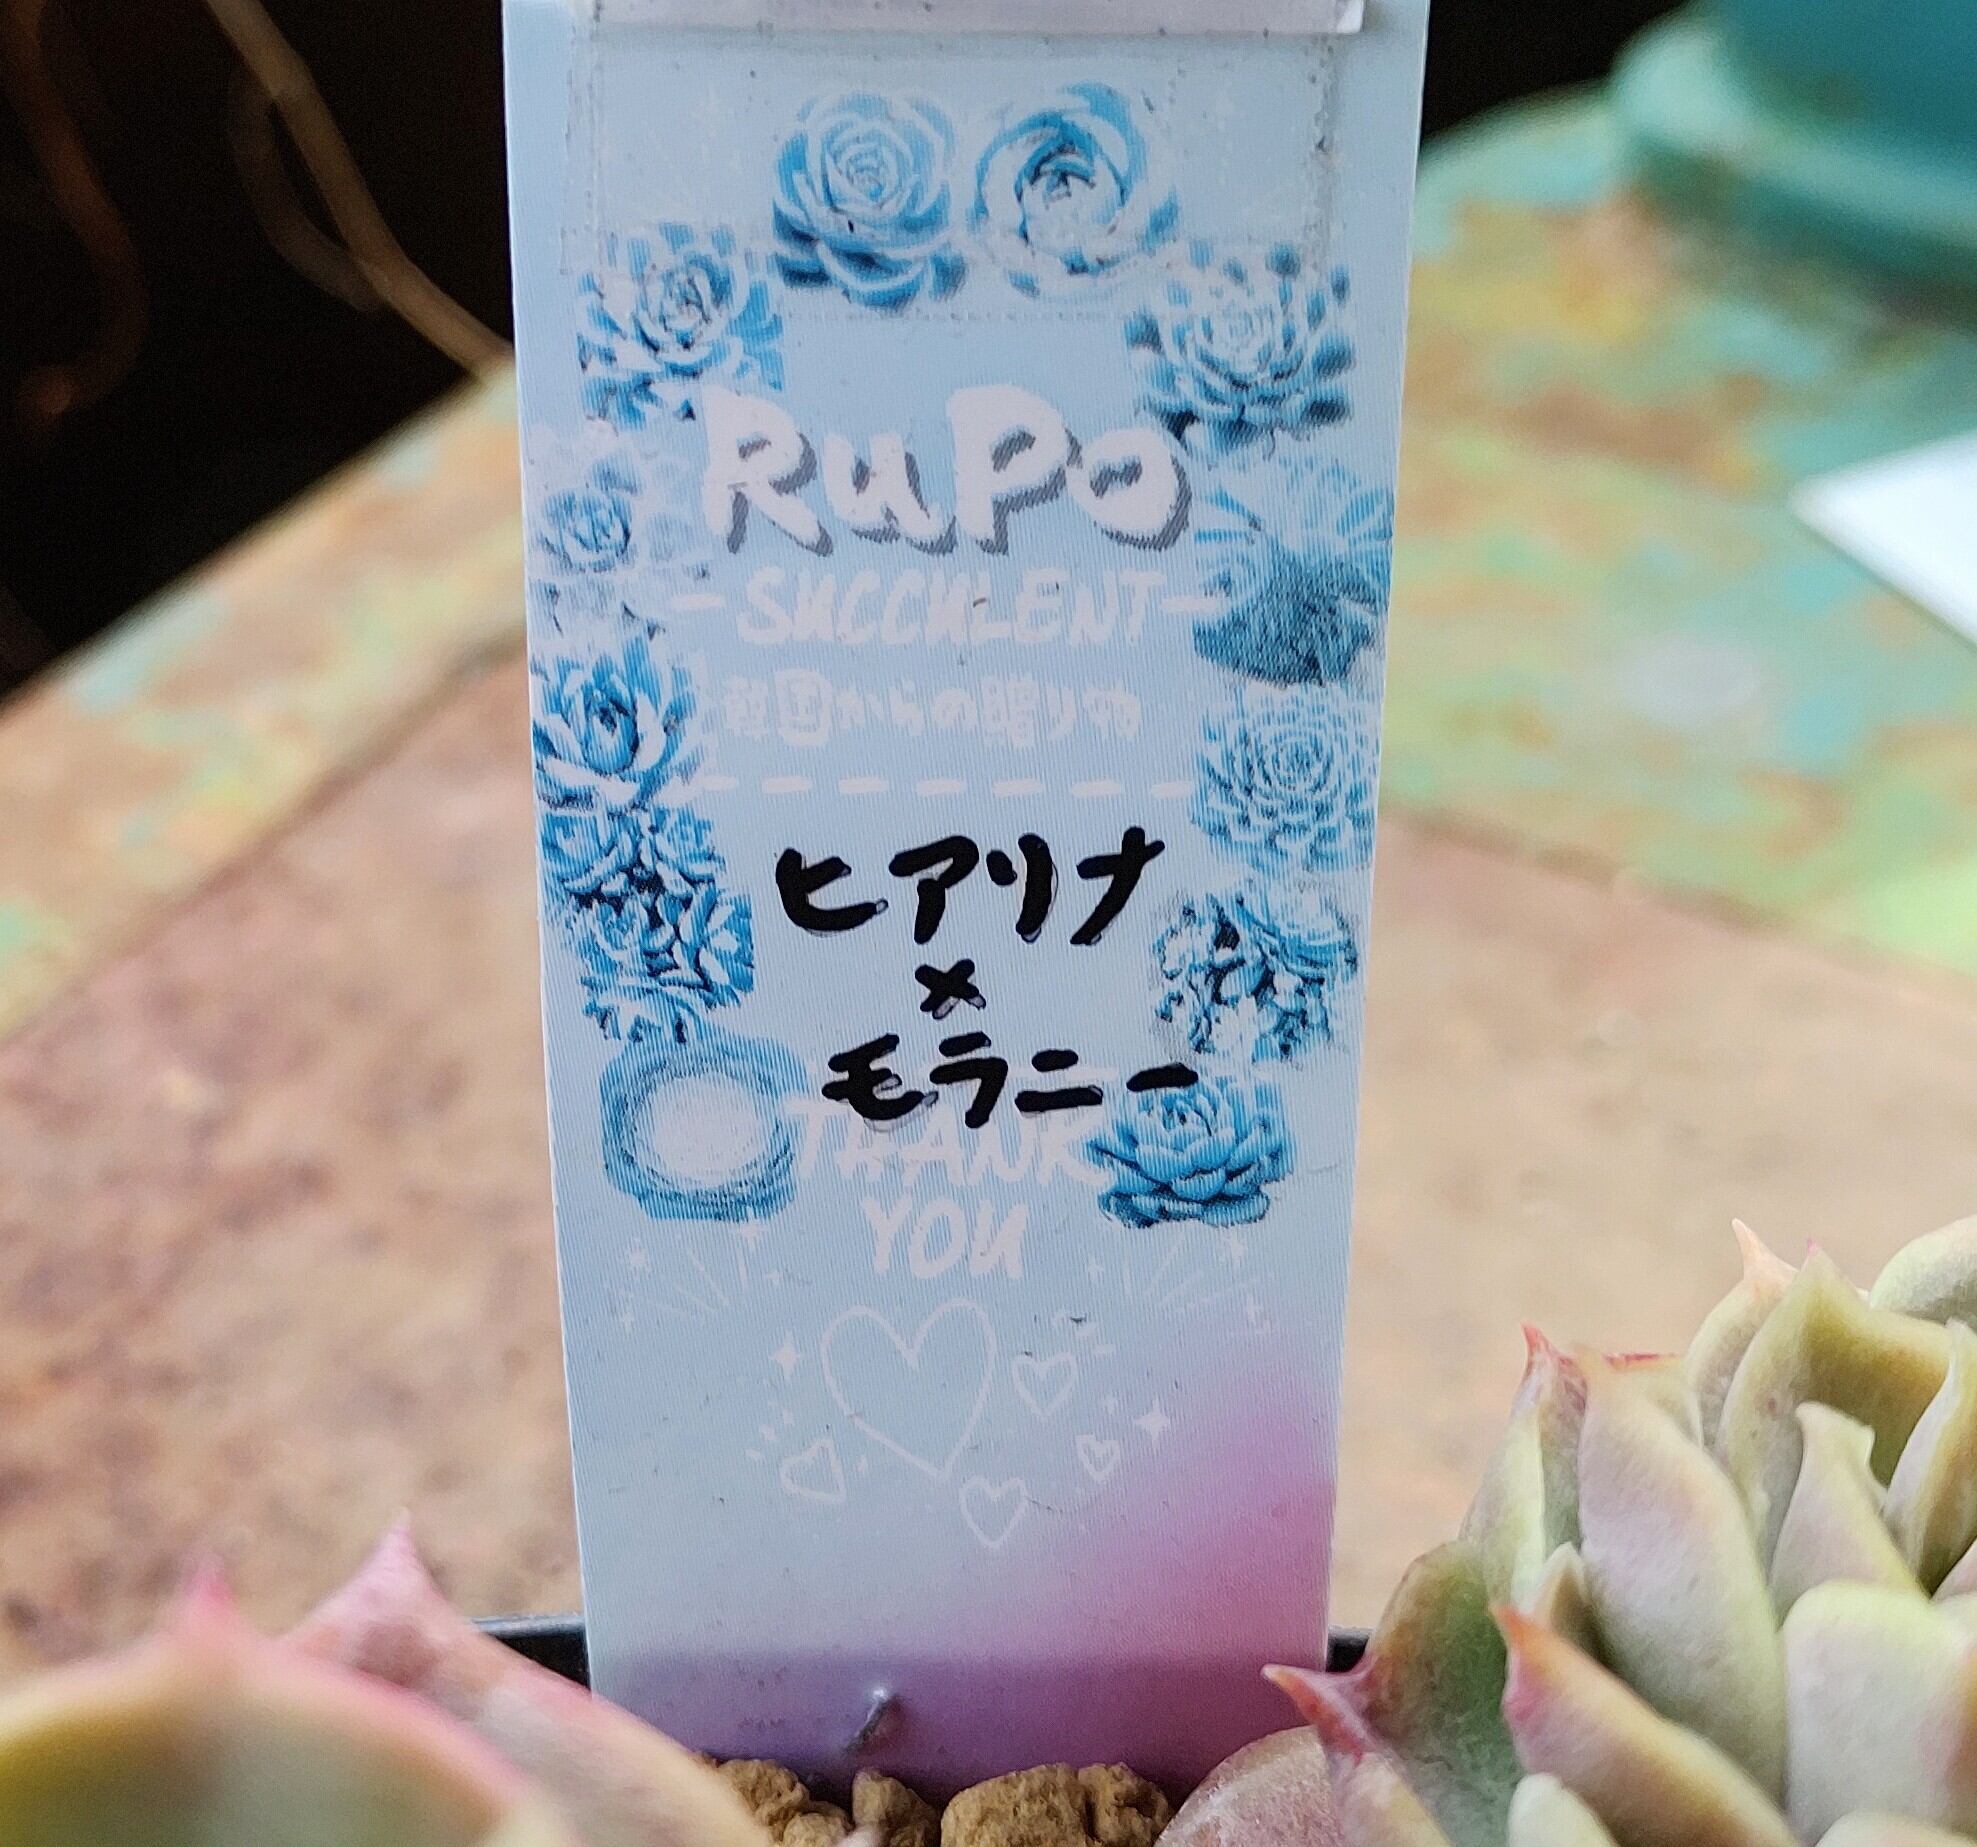 RuPo
-SUCCULENT-
韓国からの贈り物
ヒアリナ
×
モラニー
THANK
YOU